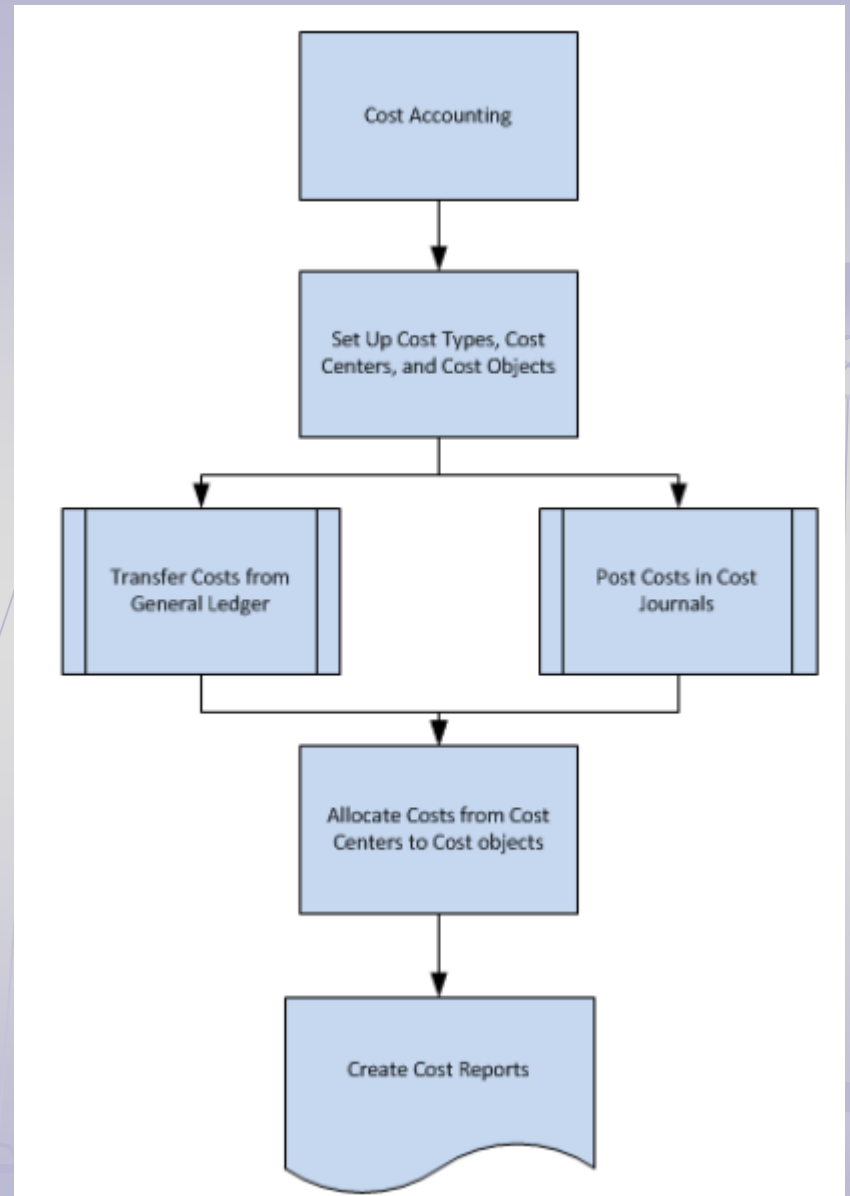 Cost Accounting
Set Up Cost Types, Cost
Centers, and Cost Objects
Transfer Costs from
General Ledger
Post Costs in Cost
Journals
Allocate Costs from Cost
Centers to Cost objects
Create Cost Reports